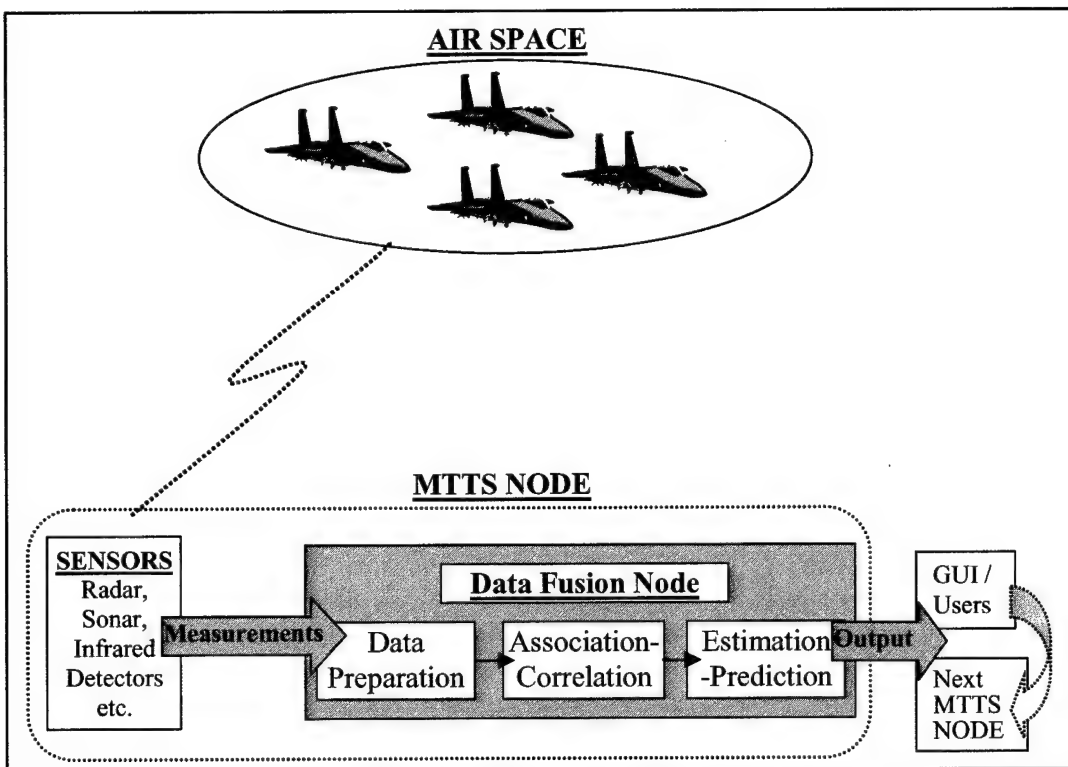 AIR SPACE
MTTS NODE
SENSORS
Radar,
Sonar,
Infrared
Detectors
etc.
Measurements
Data Fusion Node
Data
Preparation
Association-
Correlation
Estimation
-Prediction
Output
GUI /
Users
Next
MTTS
NODE